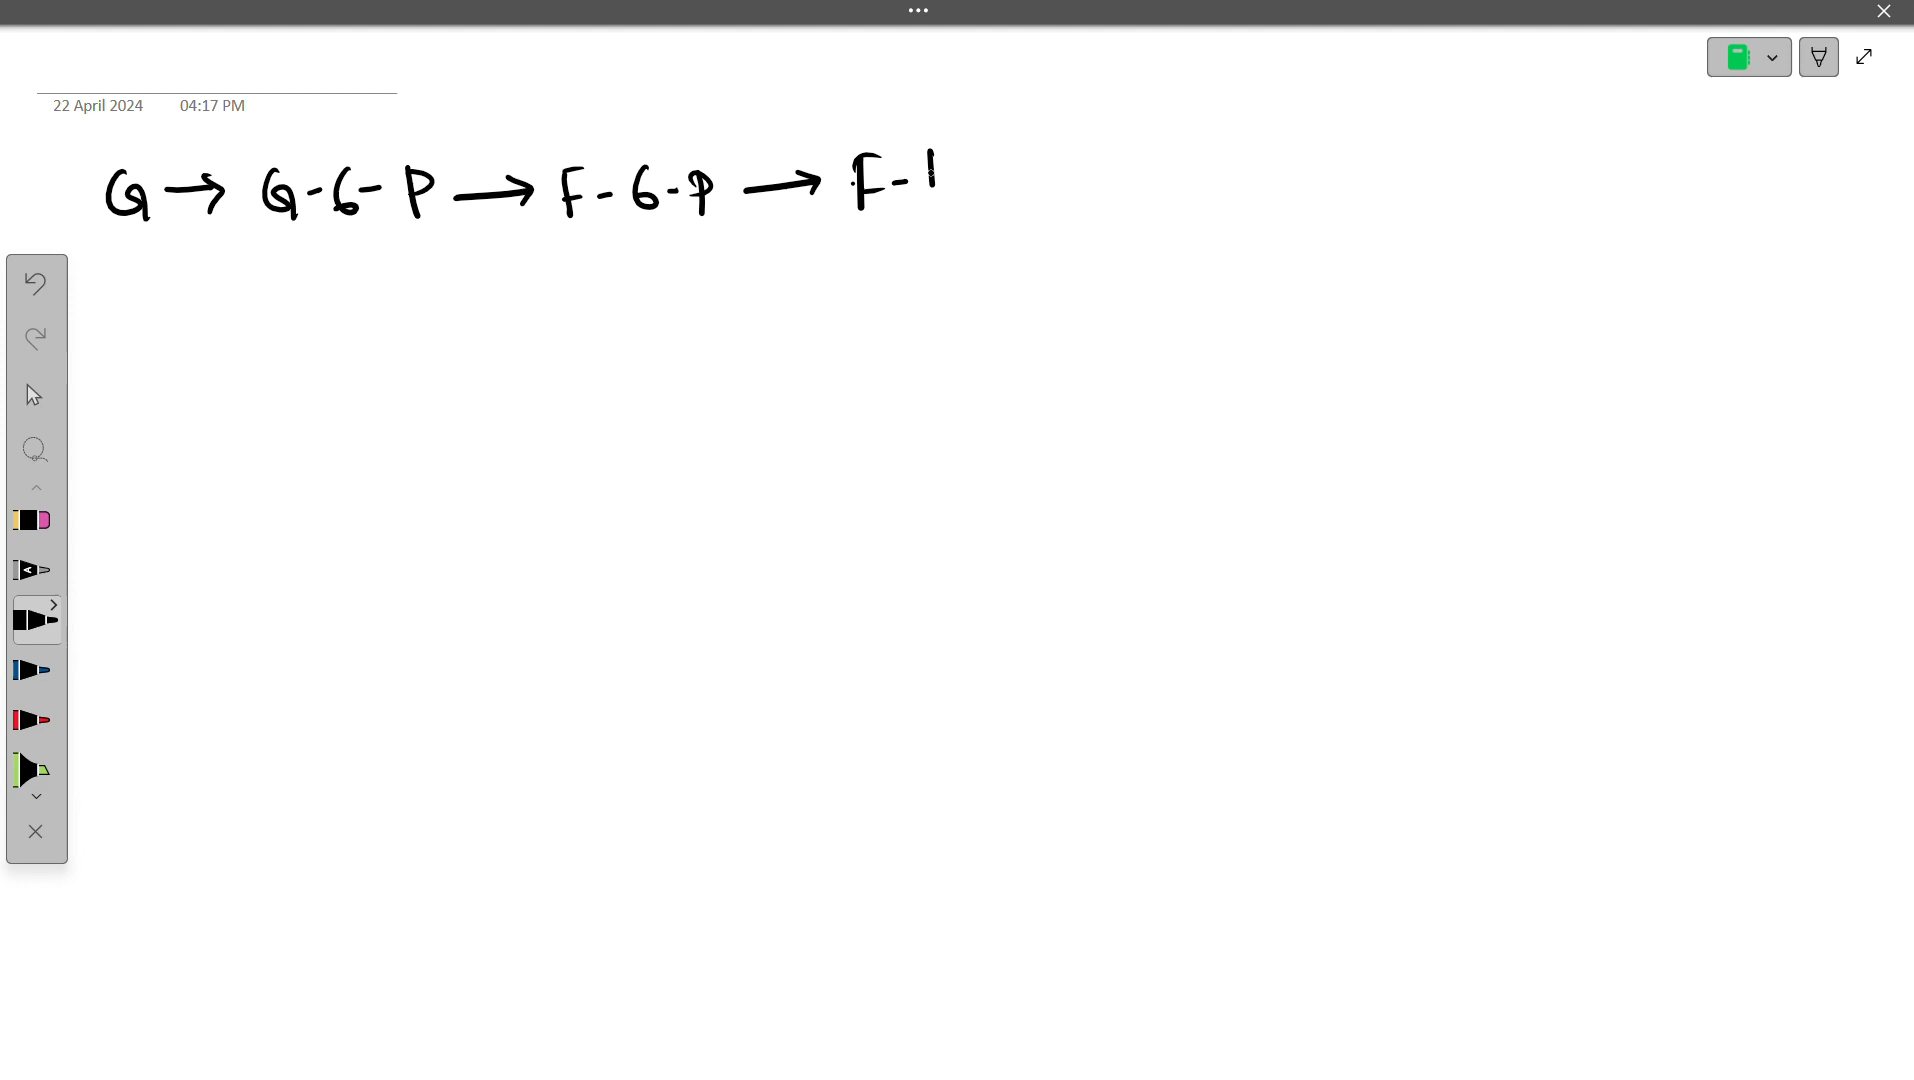 22 April 2024 04:17 PM
G → G-6-P → F-6-P → F-1